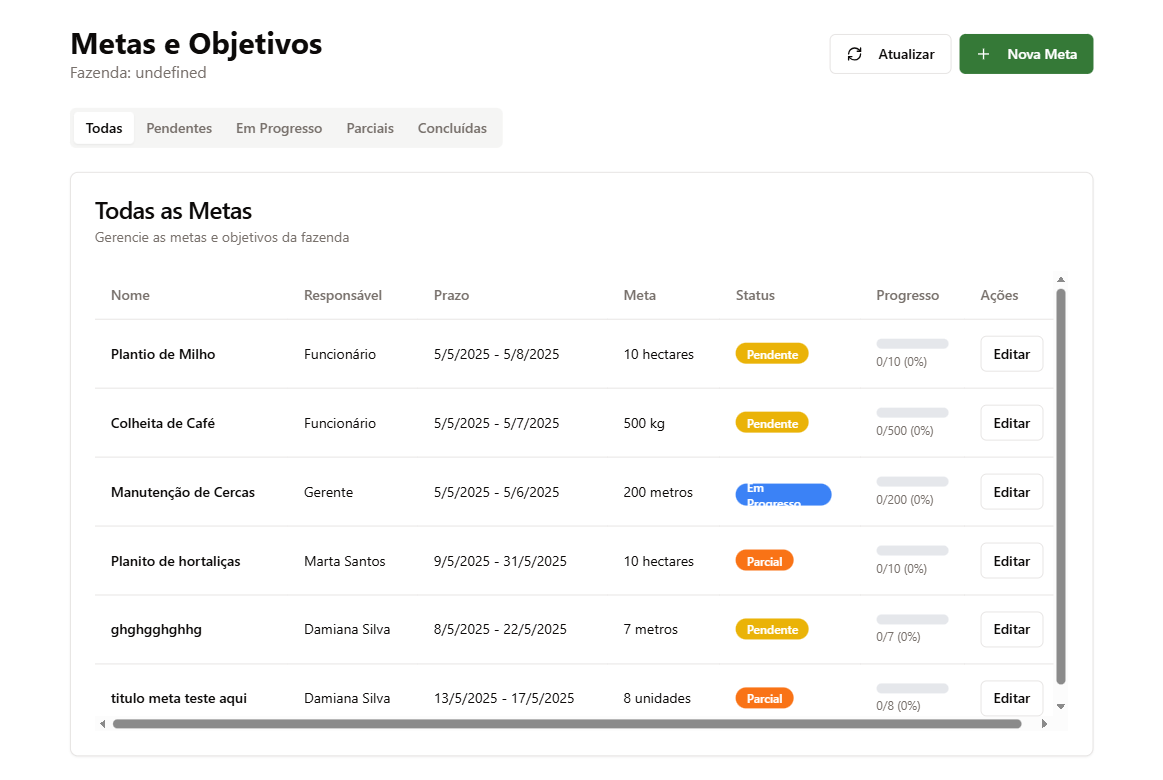 Metas e Objetivos
Fazenda: undefined
Atualizar
Nova Meta
Todas Pendentes Em Progresso Parciais Concluídas
Todas as Metas
Gerencie as metas e objetivos da fazenda
Nome Responsável Prazo Meta Status Progresso Ações
Plantio de Milho Funcionário 5/5/2025 - 5/8/2025 10 hectares Pendente 0/10 (0%) Editar
Colheita de Café Funcionário 5/5/2025 - 5/7/2025 500 kg Pendente 0/500 (0%) Editar
Manutenção de Cercas Gerente 5/5/2025 - 5/6/2025 200 metros Em Progresso 0/200 (0%) Editar
Planito de hortaliças Marta Santos 9/5/2025 - 31/5/2025 10 hectares Parcial 0/10 (0%) Editar
ghghgghghhg Damiana Silva 8/5/2025 - 22/5/2025 7 metros Pendente 0/7 (0%) Editar
titulo meta teste aqui Damiana Silva 13/5/2025 - 17/5/2025 8 unidades Parcial 0/8 (0%) Editar